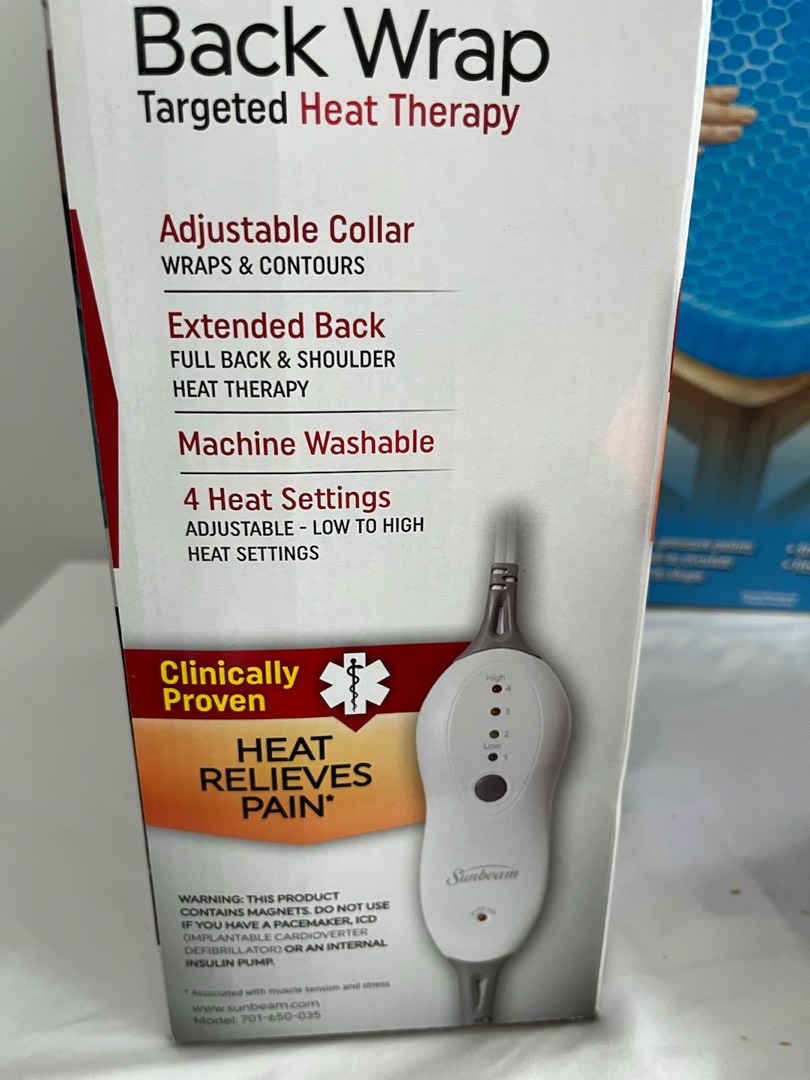 Back Wrap
Targeted Heat Therapy
Adjustable Collar
WRAPS & CONTOURS
Extended Back
FULL BACK & SHOULDER
HEAT THERAPY
Machine Washable
4 Heat Settings
ADJUSTABLE - LOW TO HIGH
HEAT SETTINGS
Clinically
Proven
HEAT
RELIEVES
PAIN*
High
4
3
2
Low
1
Sunbeam
WARNING: THIS PRODUCT
CONTAINS MAGNETS. DO NOT USE
IF YOU HAVE A PACEMAKER, ICD
(IMPLANTABLE CARDIOVERTER
DEFIBRILLATOR) OR AN INTERNAL
INSULIN PUMP.
* Associated with muscle tension and stress
www.sunbeam.com
Model: 701-650-035
pressure points